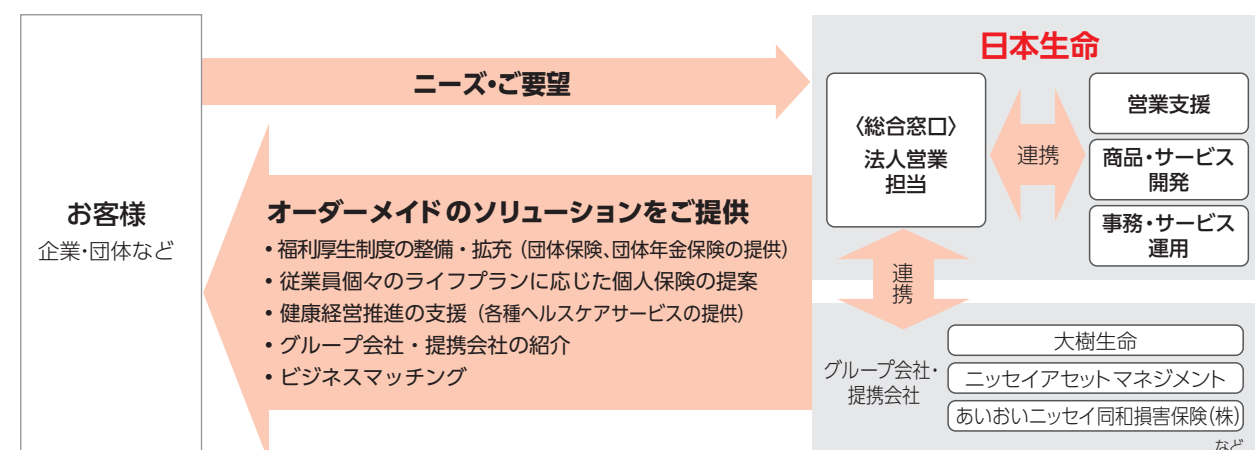 お客様
企業・団体など
ニーズ・ご要望
オーダーメイドのソリューションをご提供
・福利厚生制度の整備・拡充（団体保険、団体年金保険の提供）
・従業員個々のライフプランに応じた個人保険の提案
・健康経営推進の支援（各種ヘルスケアサービスの提供）
・グループ会社・提携会社の紹介
・ビジネスマッチング
日本生命
〈総合窓口〉
法人営業
担当
連携
営業支援
商品・サービス
開発
事務・サービス
運用
連
携
グループ会社・
提携会社
大樹生命
ニッセイアセットマネジメント
あいおいニッセイ同和損害保険(株)
など